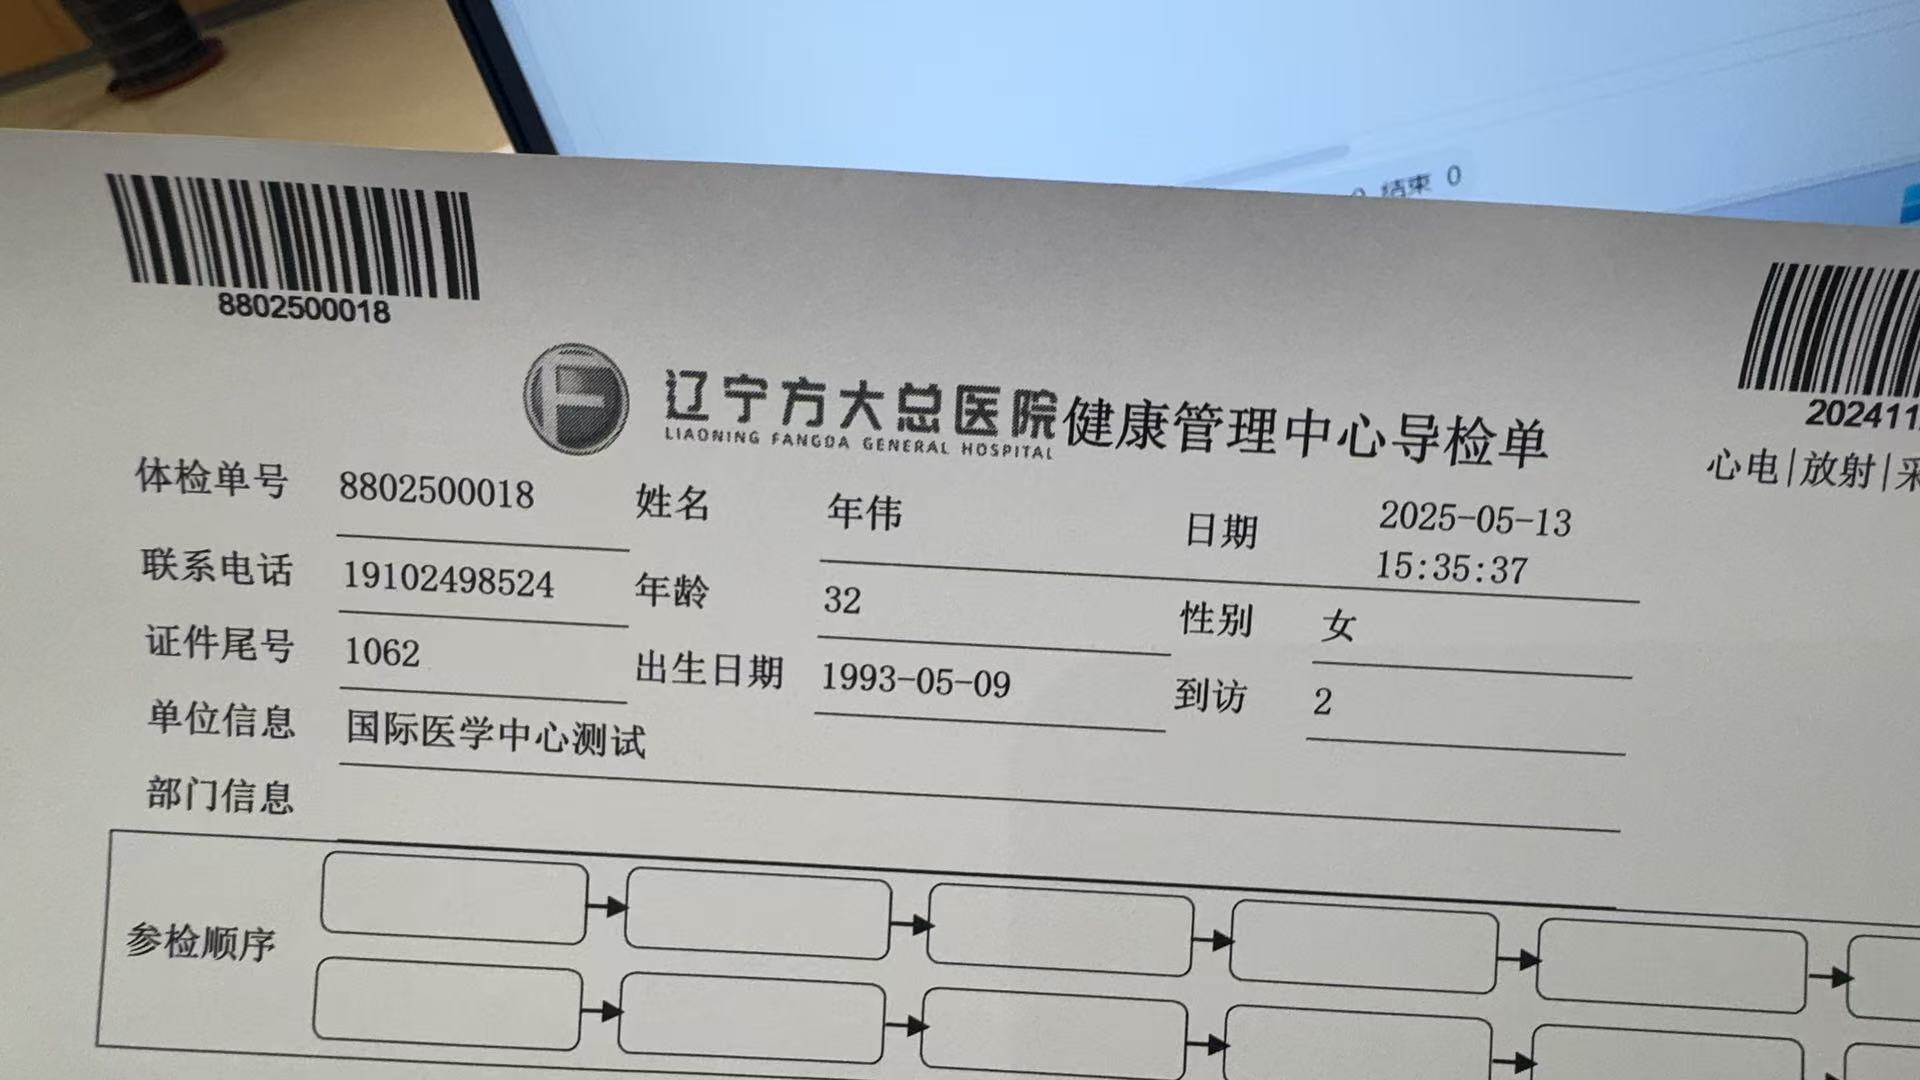 结束 0
8802500018
辽宁方大总医院健康管理中心导检单
LIAONING FANGDA GENERAL HOSPITAL
202411
心电|放射|采
体检单号 8802500018 姓名 年伟 日期 2025-05-13
15:35:37
联系电话 19102498524 年龄 32 性别 女
证件尾号 1062 出生日期 1993-05-09 到访 2
单位信息 国际医学中心测试
部门信息
参检顺序